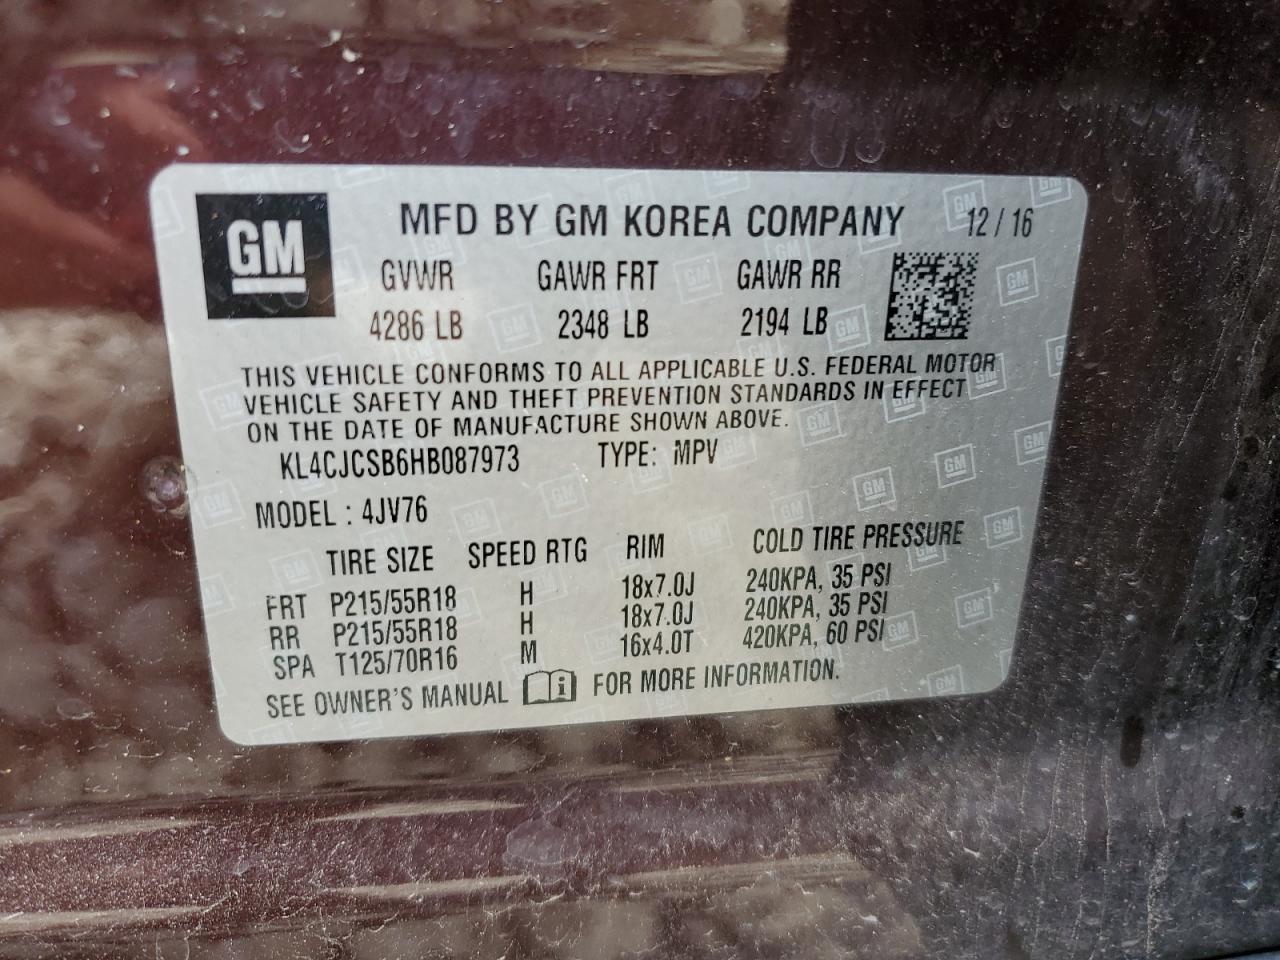 GM MFD BY GM KOREA COMPANY 12/16
GVWR GAWR FRT GAWR RR
4286 LB 2348 LB 2194 LB
THIS VEHICLE CONFORMS TO ALL APPLICABLE U.S. FEDERAL MOTOR
VEHICLE SAFETY AND THEFT PREVENTION STANDARDS IN EFFECT
ON THE DATE OF MANUFACTURE SHOWN ABOVE.
KL4CJCSB6HB087973 TYPE: MPV
MODEL : 4JV76
TIRE SIZE SPEED RTG RIM COLD TIRE PRESSURE
FRT P215/55R18 H 18x7.0J 240KPA, 35 PSI
RR P215/55R18 H 18x7.0J 240KPA, 35 PSI
SPA T125/70R16 M 16x4.0T 420KPA, 60 PSI
SEE OWNER'S MANUAL i FOR MORE INFORMATION.